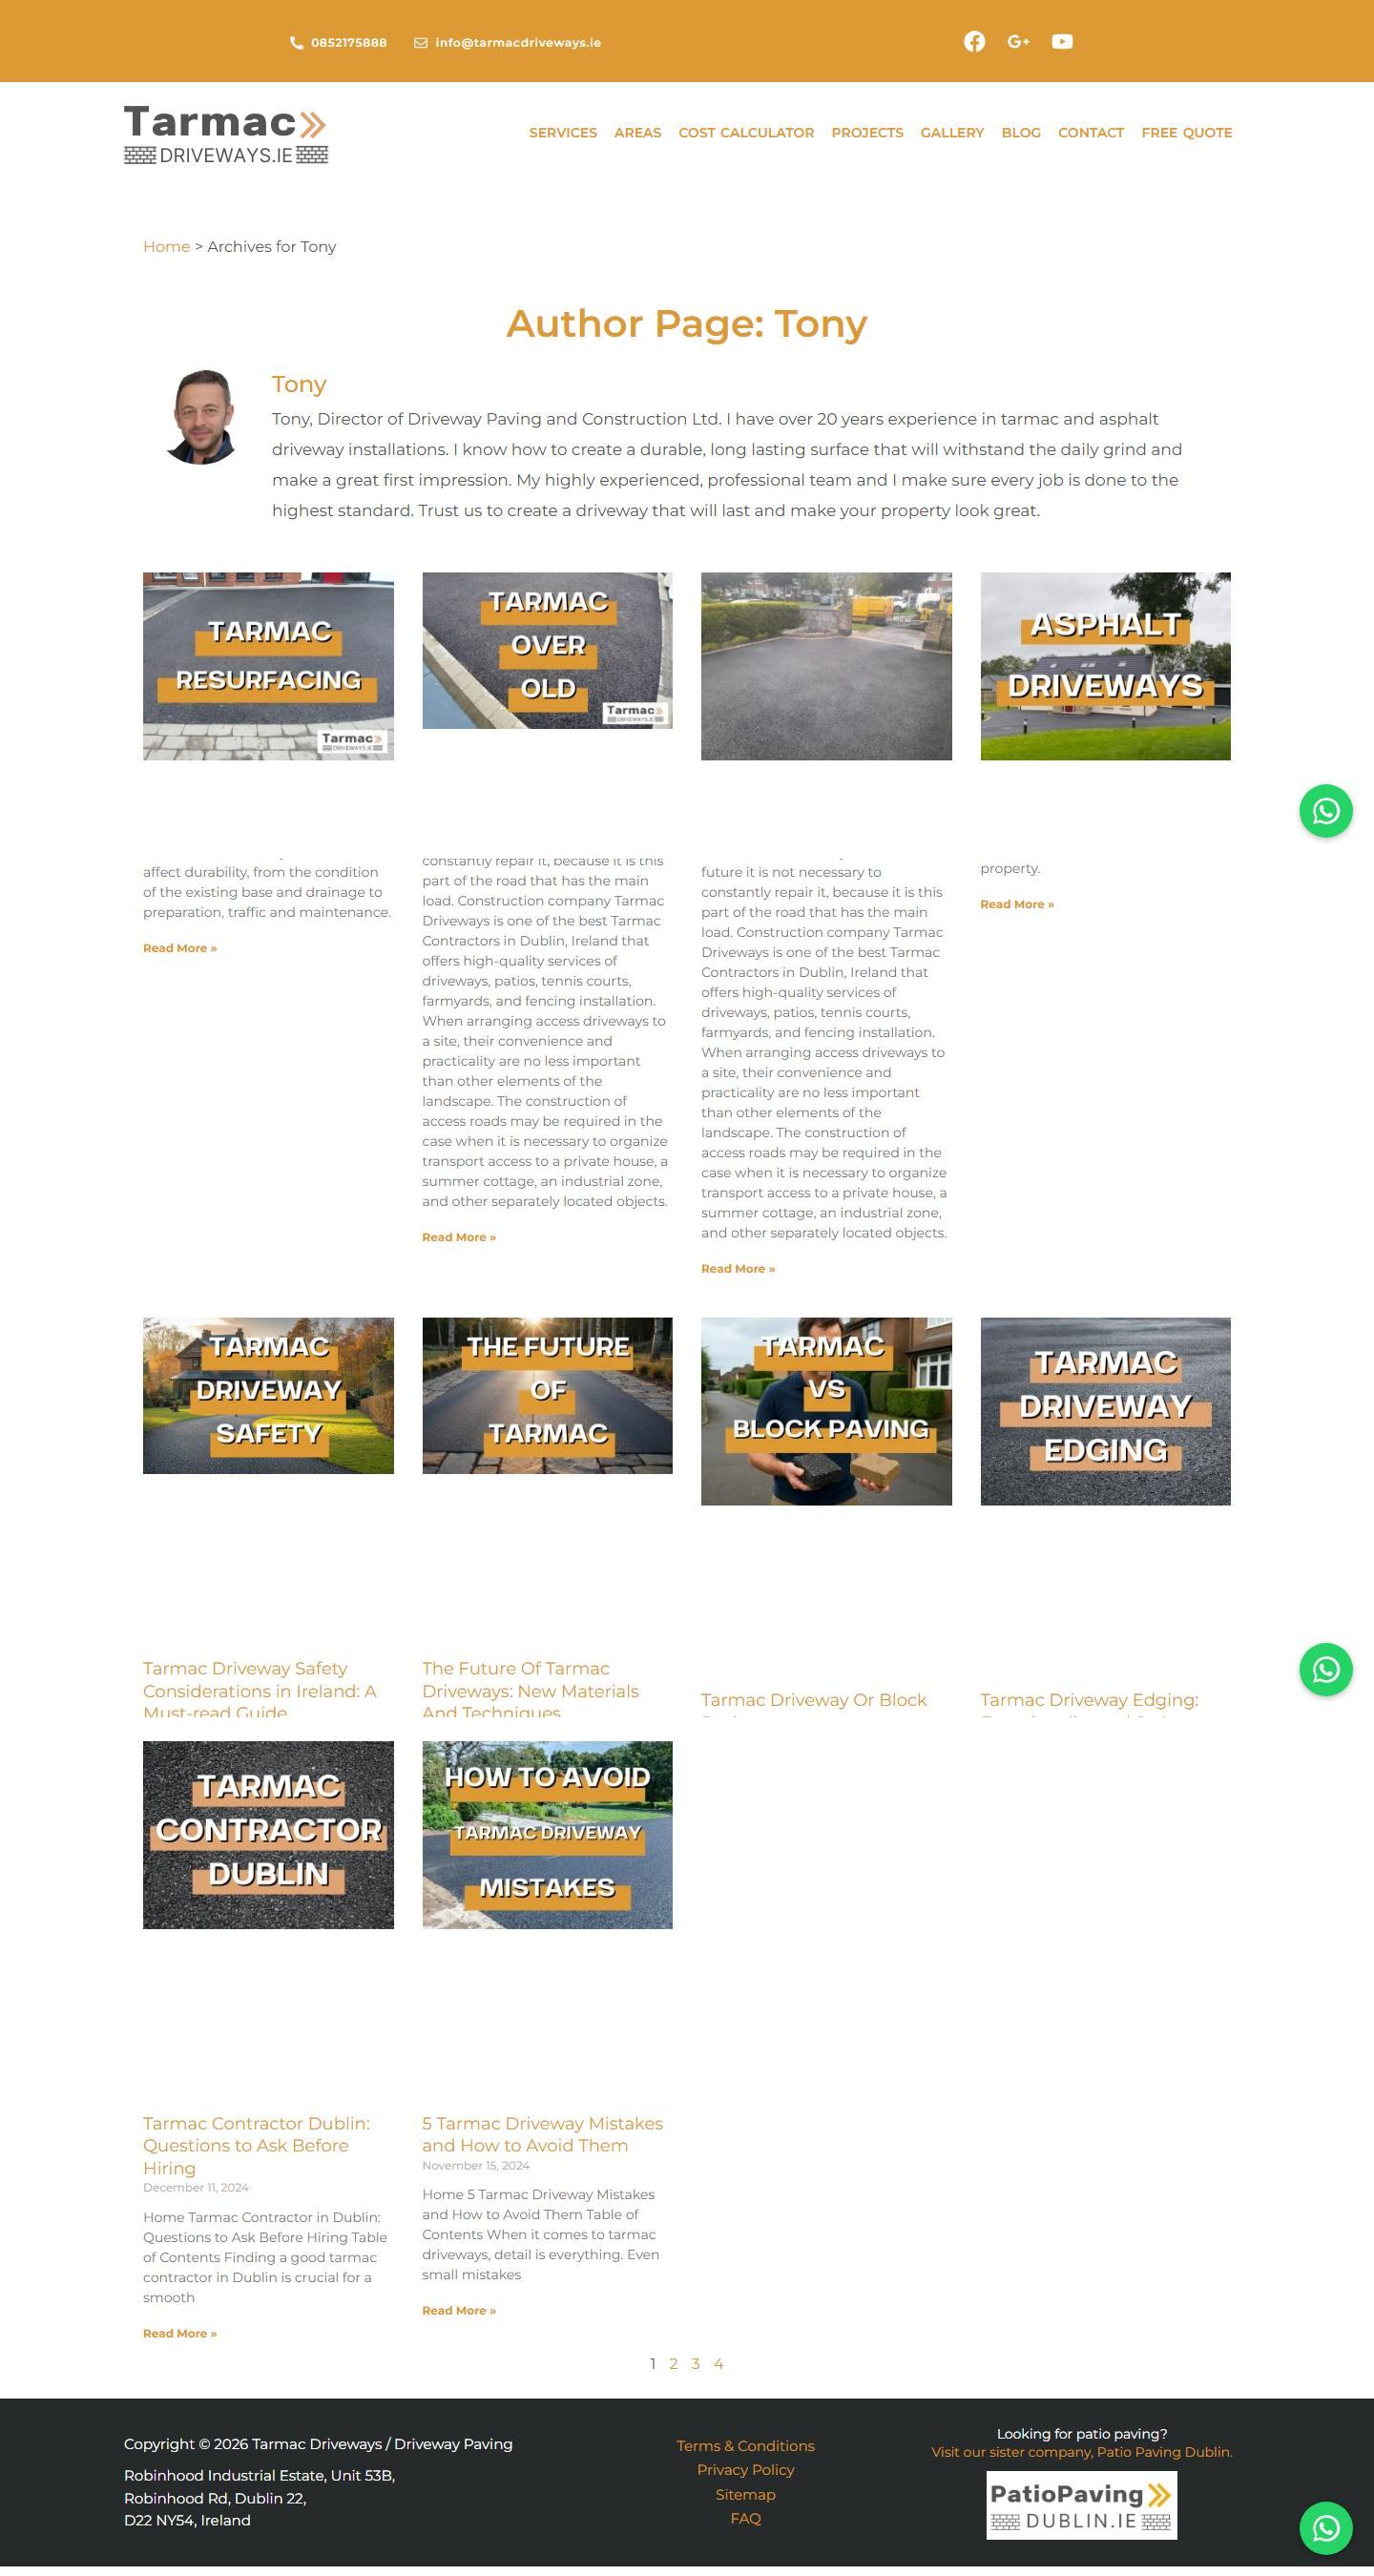 0852175888
info@tarmacdriveways.ie
Tarmac
DRIVEWAYS.IE
SERVICES AREAS COST CALCULATOR PROJECTS GALLERY BLOG CONTACT FREE QUOTE
Home > Archives for Tony
Author Page: Tony
Tony
Tony, Director of Driveway Paving and Construction Ltd. I have over 20 years experience in tarmac and asphalt
driveway installations. I know how to create a durable, long lasting surface that will withstand the daily grind and
make a great first impression. My highly experienced, professional team and I make sure every job is done to the
highest standard. Trust us to create a driveway that will last and make your property look great.
TARMAC
RESURFACING
Tarmac
DRIVEWAYS.IE
TARMAC
OVER
OLD
Tarmac
DRIVEWAYS.IE
ASPHALT
DRIVEWAYS
affect durability, from the condition
of the existing base and drainage to
preparation, traffic and maintenance.
Read More »
constantly repair it, because it is this
part of the road that has the main
load. Construction company Tarmac
Driveways is one of the best Tarmac
Contractors in Dublin, Ireland that
offers high-quality services of
driveways, patios, tennis courts,
farmyards, and fencing installation.
When arranging access driveways to
a site, their convenience and
practicality are no less important
than other elements of the
landscape. The construction of
access roads may be required in the
case when it is necessary to organize
transport access to a private house, a
summer cottage, an industrial zone,
and other separately located objects.
Read More »
future it is not necessary to
constantly repair it, because it is this
part of the road that has the main
load. Construction company Tarmac
Driveways is one of the best Tarmac
Contractors in Dublin, Ireland that
offers high-quality services of
driveways, patios, tennis courts,
farmyards, and fencing installation.
When arranging access driveways to
a site, their convenience and
practicality are no less important
than other elements of the
landscape. The construction of
access roads may be required in the
case when it is necessary to organize
transport access to a private house, a
summer cottage, an industrial zone,
and other separately located objects.
Read More »
property.
Read More »
TARMAC
DRIVEWAY
SAFETY
THE FUTURE
OF
TARMAC
TARMAC
VS
BLOCK PAVING
TARMAC
DRIVEWAY
EDGING
Tarmac Driveway Safety
Considerations in Ireland: A
Must-read Guide
The Future Of Tarmac
Driveways: New Materials
And Techniques
Tarmac Driveway Or Block
Tarmac Driveway Edging:
TARMAC
CONTRACTOR
DUBLIN
HOW TO AVOID
TARMAC DRIVEWAY
MISTAKES
Tarmac Contractor Dublin:
Questions to Ask Before
Hiring
December 11, 2024
Home Tarmac Contractor in Dublin:
Questions to Ask Before Hiring Table
of Contents Finding a good tarmac
contractor in Dublin is crucial for a
smooth
Read More »
5 Tarmac Driveway Mistakes
and How to Avoid Them
November 15, 2024
Home 5 Tarmac Driveway Mistakes
and How to Avoid Them Table of
Contents When it comes to tarmac
driveways, detail is everything. Even
small mistakes
Read More »
1 2 3 4
Copyright © 2026 Tarmac Driveways / Driveway Paving
Robinhood Industrial Estate, Unit 53B,
Robinhood Rd, Dublin 22,
D22 NY54, Ireland
Terms & Conditions
Privacy Policy
Sitemap
FAQ
Looking for patio paving?
Visit our sister company, Patio Paving Dublin.
PatioPaving
DUBLIN.IE